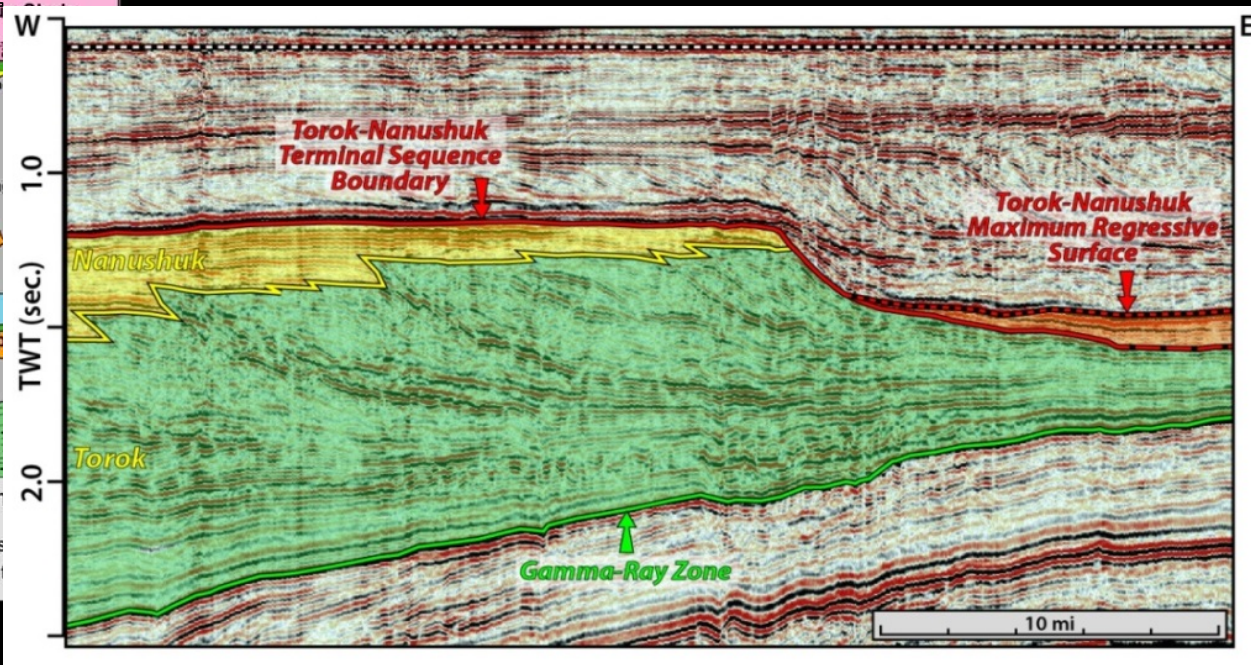 W
E
Torok-Nanushuk
Terminal Sequence
Boundary
1.0
Torok-Nanushuk
Maximum Regressive
Surface
Nanushuk
TWT (sec.)
Torok
2.0
Gamma-Ray Zone
10 mi